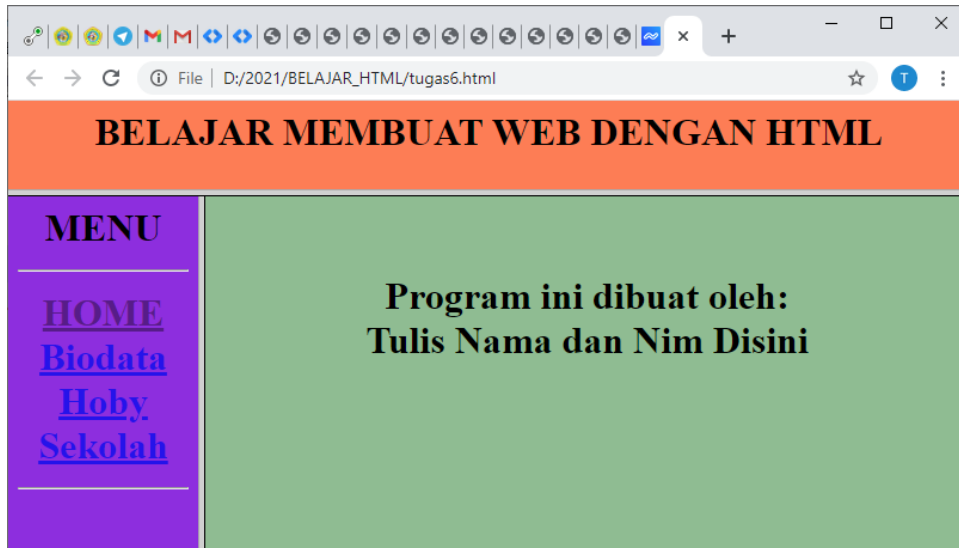 File | D:/2021/BELAJAR_HTML/tugas6.html
T
BELAJAR MEMBUAT WEB DENGAN HTML
MENU
HOME
Biodata
Hoby
Sekolah
Program ini dibuat oleh:
Tulis Nama dan Nim Disini